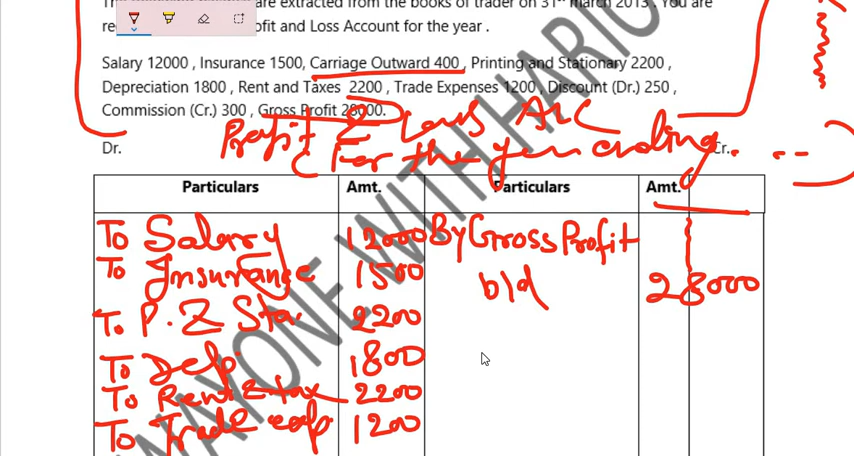 are extracted from the books of trader on 31st march 2013 . You are
re ofit and Loss Account for the year .
Salary 12000 , Insurance 1500, Carriage Outward 400 , Printing and Stationary 2200 ,
Depreciation 1800 , Rent and Taxes 2200 , Trade Expenses 1200 , Discount (Dr.) 250 ,
Commission (Cr.) 300 , Gross Profit 28000.
Profit & Loss A/C
Dr. ( For the year ending. ---) Cr.
Particulars Amt. Particulars Amt.
To Salary 12000 By Gross Profit
To Insurance 1500 b/d 28000
To P. & Sta 2200
To Dep 1800
To Rent & tax 2200
To Trade exp. 1200
WAYONE WITH HARIO